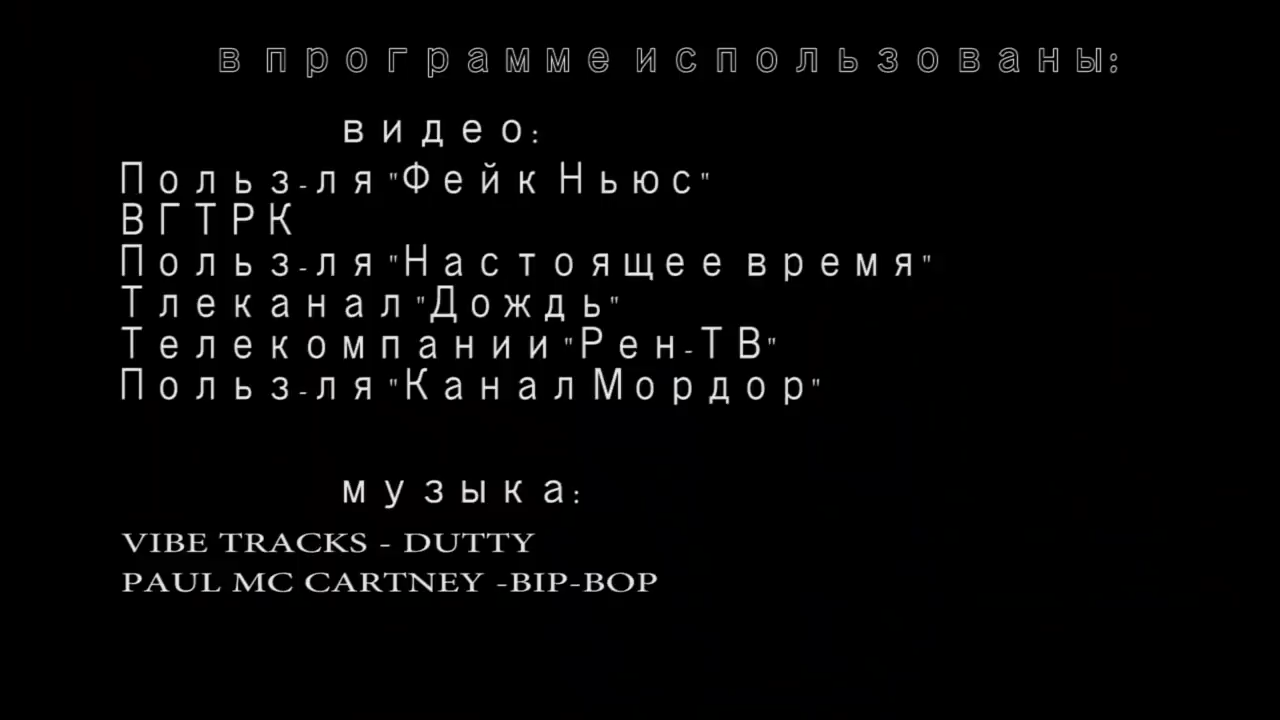 в программе использованы:
видео:
Польз-ля "Фейк Ньюс"
ВГТРК
Польз-ля "Настоящее время"
Тлеканал "Дождь"
Телекомпании "Рен-ТВ"
Польз-ля "Канал Мордор"
музыка:
VIBE TRACKS - DUTTY
PAUL MC CARTNEY -BIP-BOP